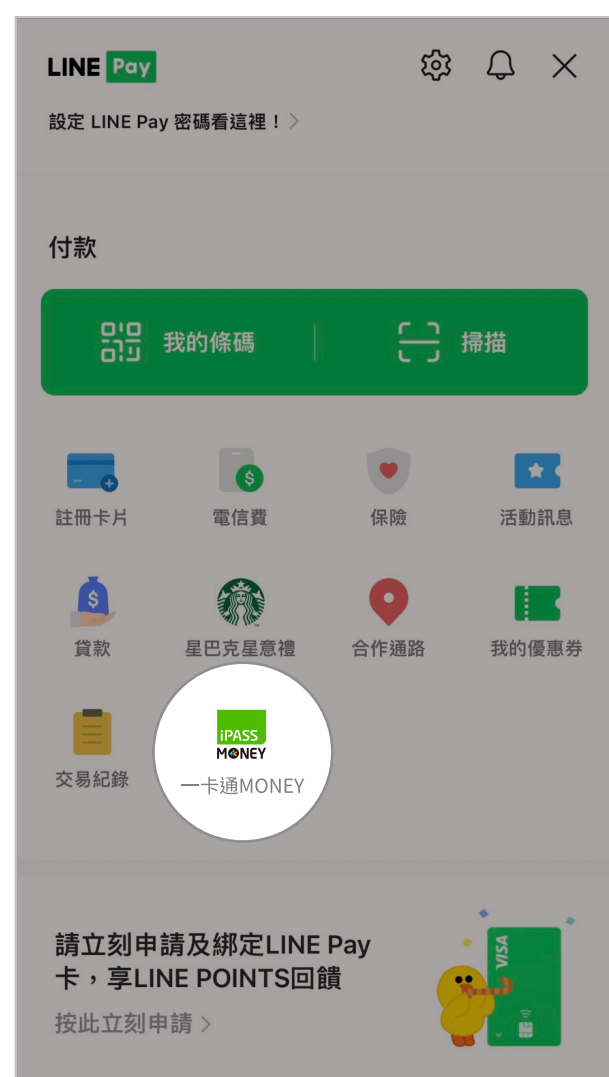 LINE Pay
設定 LINE Pay 密碼看這裡！
付款
我的條碼
掃描
註冊卡片
電信費
保險
活動訊息
貸款
星巴克星意禮
合作通路
我的優惠券
交易紀錄
iPASS
MONEY
一卡通MONEY
請立刻申請及綁定LINE Pay
卡，享LINE POINTS回饋
按此立刻申請
VISA